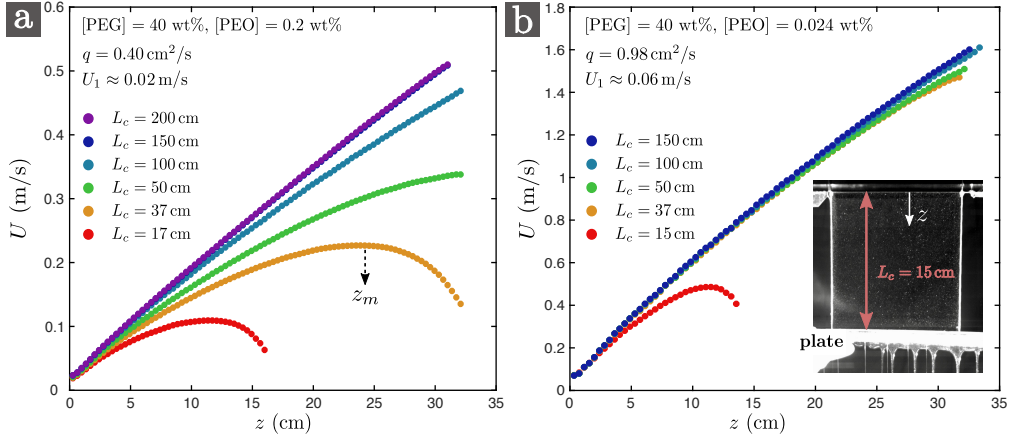 a
[PEG] = 40 wt%, [PEO] = 0.2 wt%
q = 0.40 cm²/s
U₁ ≈ 0.02 m/s
L_c = 200 cm
L_c = 150 cm
L_c = 100 cm
L_c = 50 cm
L_c = 37 cm
L_c = 17 cm
z_m
U (m/s)
0.6
0.5
0.4
0.3
0.2
0.1
0
0 5 10 15 20 25 30 35
z (cm)
b
[PEG] = 40 wt%, [PEO] = 0.024 wt%
q = 0.98 cm²/s
U₁ ≈ 0.06 m/s
L_c = 150 cm
L_c = 100 cm
L_c = 50 cm
L_c = 37 cm
L_c = 15 cm
z
L_c = 15 cm
plate
U (m/s)
1.8
1.6
1.4
1.2
1.0
0.8
0.6
0.4
0.2
0
0 5 10 15 20 25 30 35
z (cm)